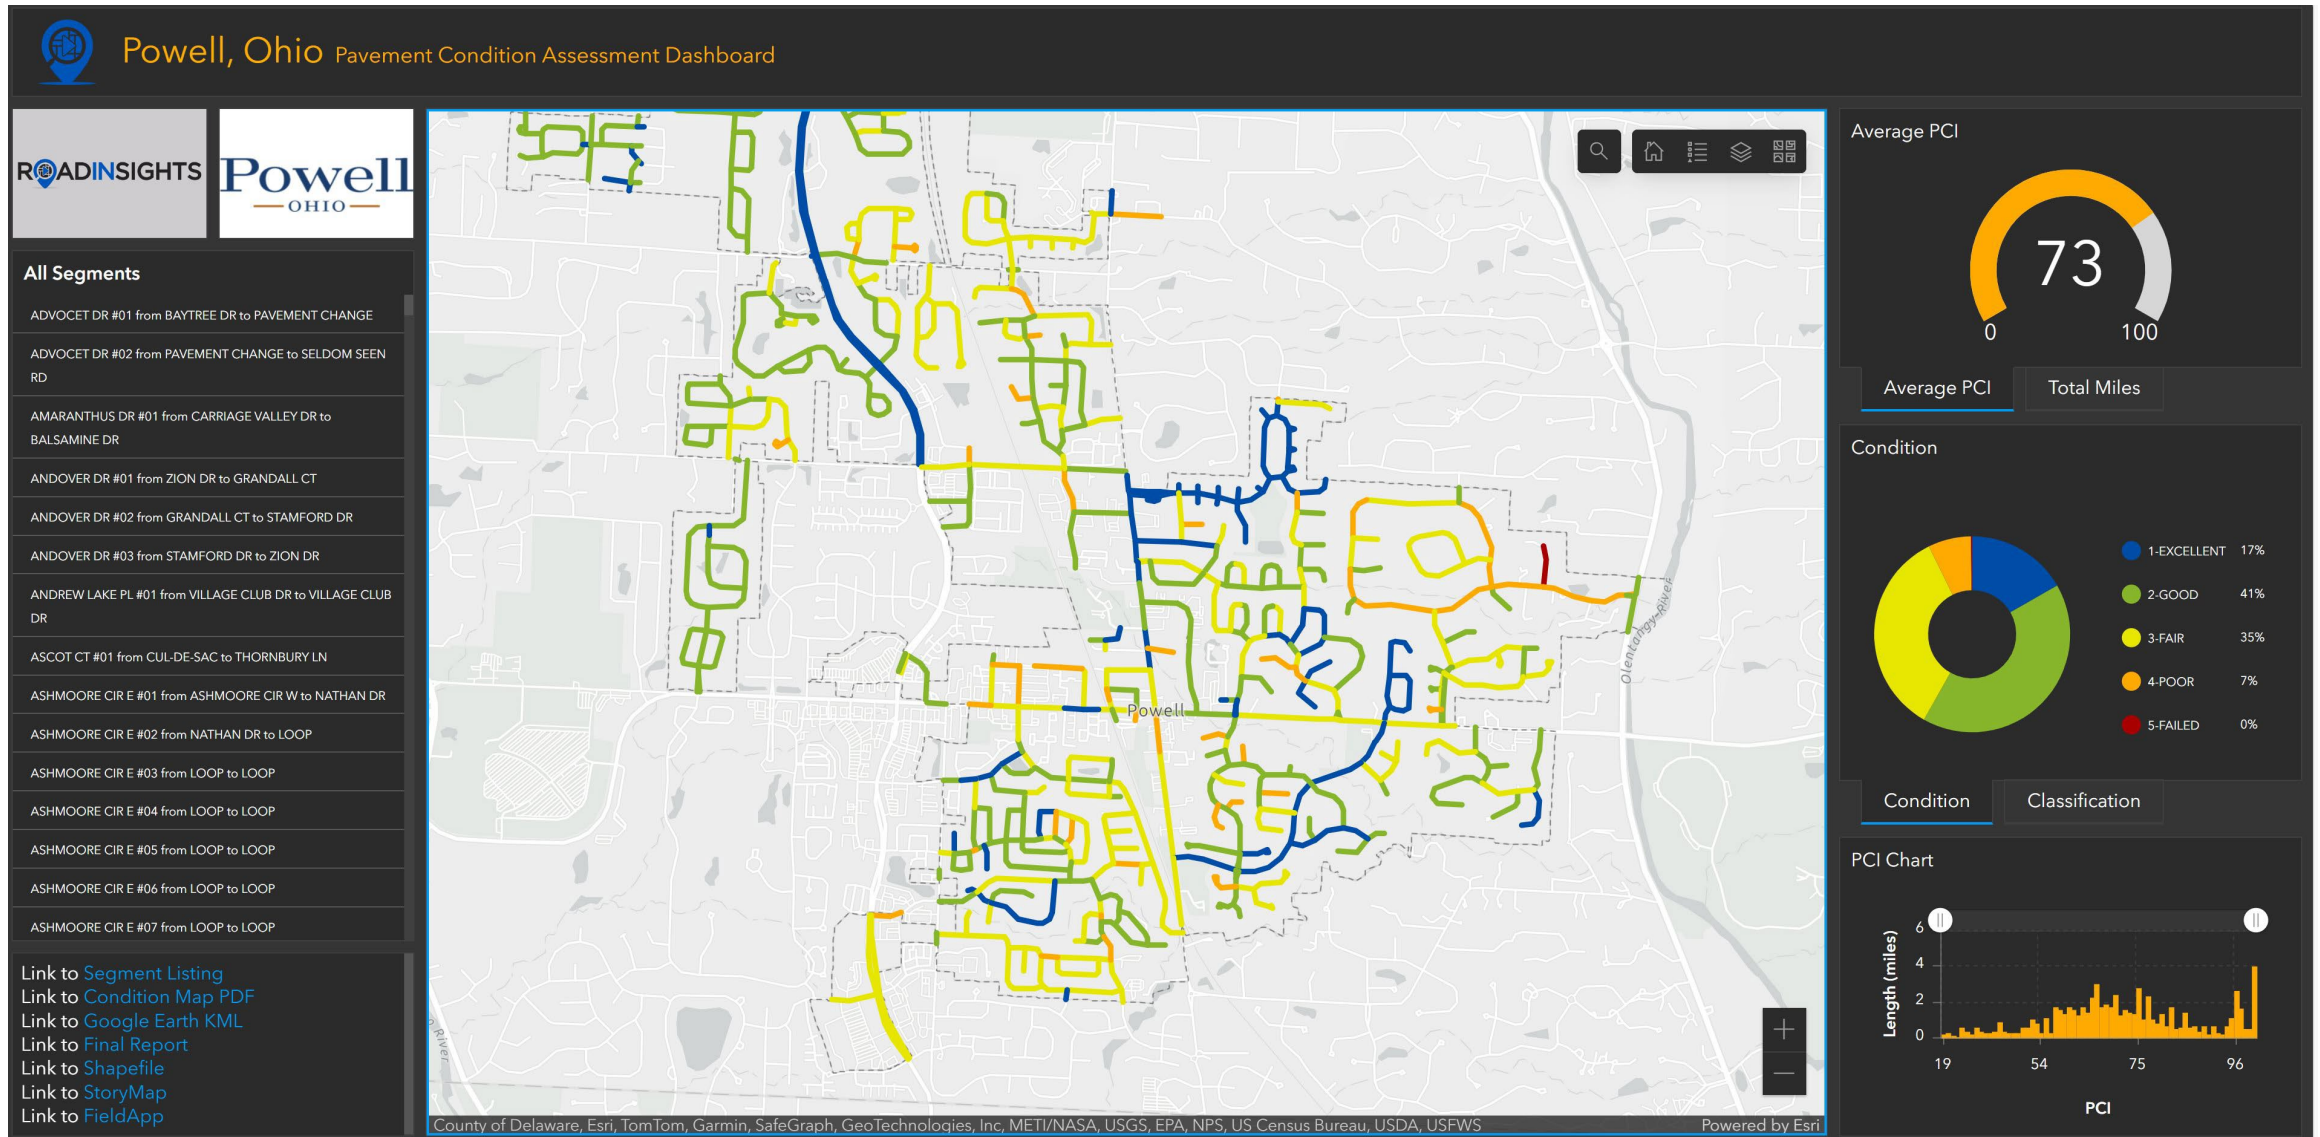 Powell, Ohio Pavement Condition Assessment Dashboard
ROADINSIGHTS
Powell
OHIO
All Segments
ADVOCET DR #01 from BAYTREE DR to PAVEMENT CHANGE
ADVOCET DR #02 from PAVEMENT CHANGE to SELDOM SEEN
RD
AMARANTHUS DR #01 from CARRIAGE VALLEY DR to
BALSAMINE DR
ANDOVER DR #01 from ZION DR to GRANDALL CT
ANDOVER DR #02 from GRANDALL CT to STAMFORD DR
ANDOVER DR #03 from STAMFORD DR to ZION DR
ANDREW LAKE PL #01 from VILLAGE CLUB DR to VILLAGE CLUB
DR
ASCOT CT #01 from CUL-DE-SAC to THORNBURY LN
ASHMOORE CIR E #01 from ASHMOORE CIR W to NATHAN DR
ASHMOORE CIR E #02 from NATHAN DR to LOOP
ASHMOORE CIR E #03 from LOOP to LOOP
ASHMOORE CIR E #04 from LOOP to LOOP
ASHMOORE CIR E #05 from LOOP to LOOP
ASHMOORE CIR E #06 from LOOP to LOOP
ASHMOORE CIR E #07 from LOOP to LOOP
Link to Segment Listing
Link to Condition Map PDF
Link to Google Earth KML
Link to Final Report
Link to Shapefile
Link to StoryMap
Link to FieldApp
Olentangy River
Powell
River
County of Delaware, Esri, TomTom, Garmin, SafeGraph, GeoTechnologies, Inc, METI/NASA, USGS, EPA, NPS, US Census Bureau, USDA, USFWS
Powered by Esri
Average PCI
73
0
100
Average PCI
Total Miles
Condition
1-EXCELLENT 17%
2-GOOD 41%
3-FAIR 35%
4-POOR 7%
5-FAILED 0%
Condition
Classification
PCI Chart
Length (miles)
6
4
2
0
19
54
75
96
PCI